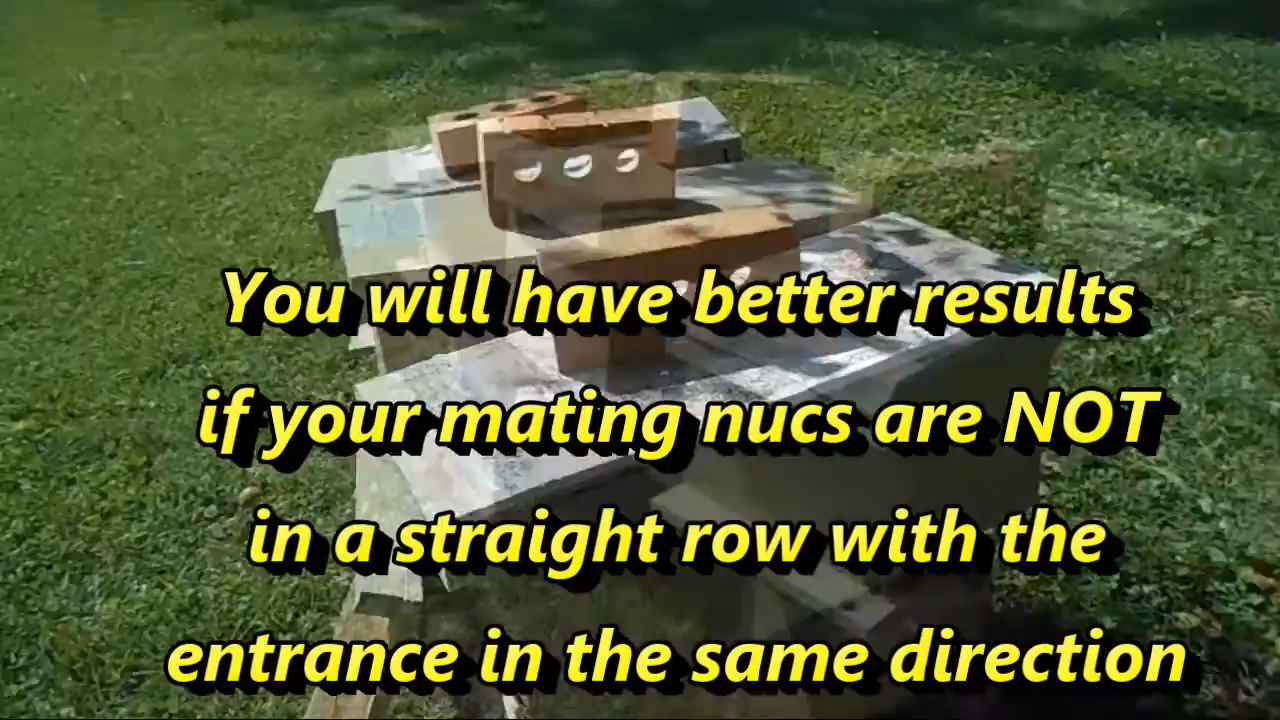 You will have better results
if your mating nucs are NOT
in a straight row with the
entrance in the same direction